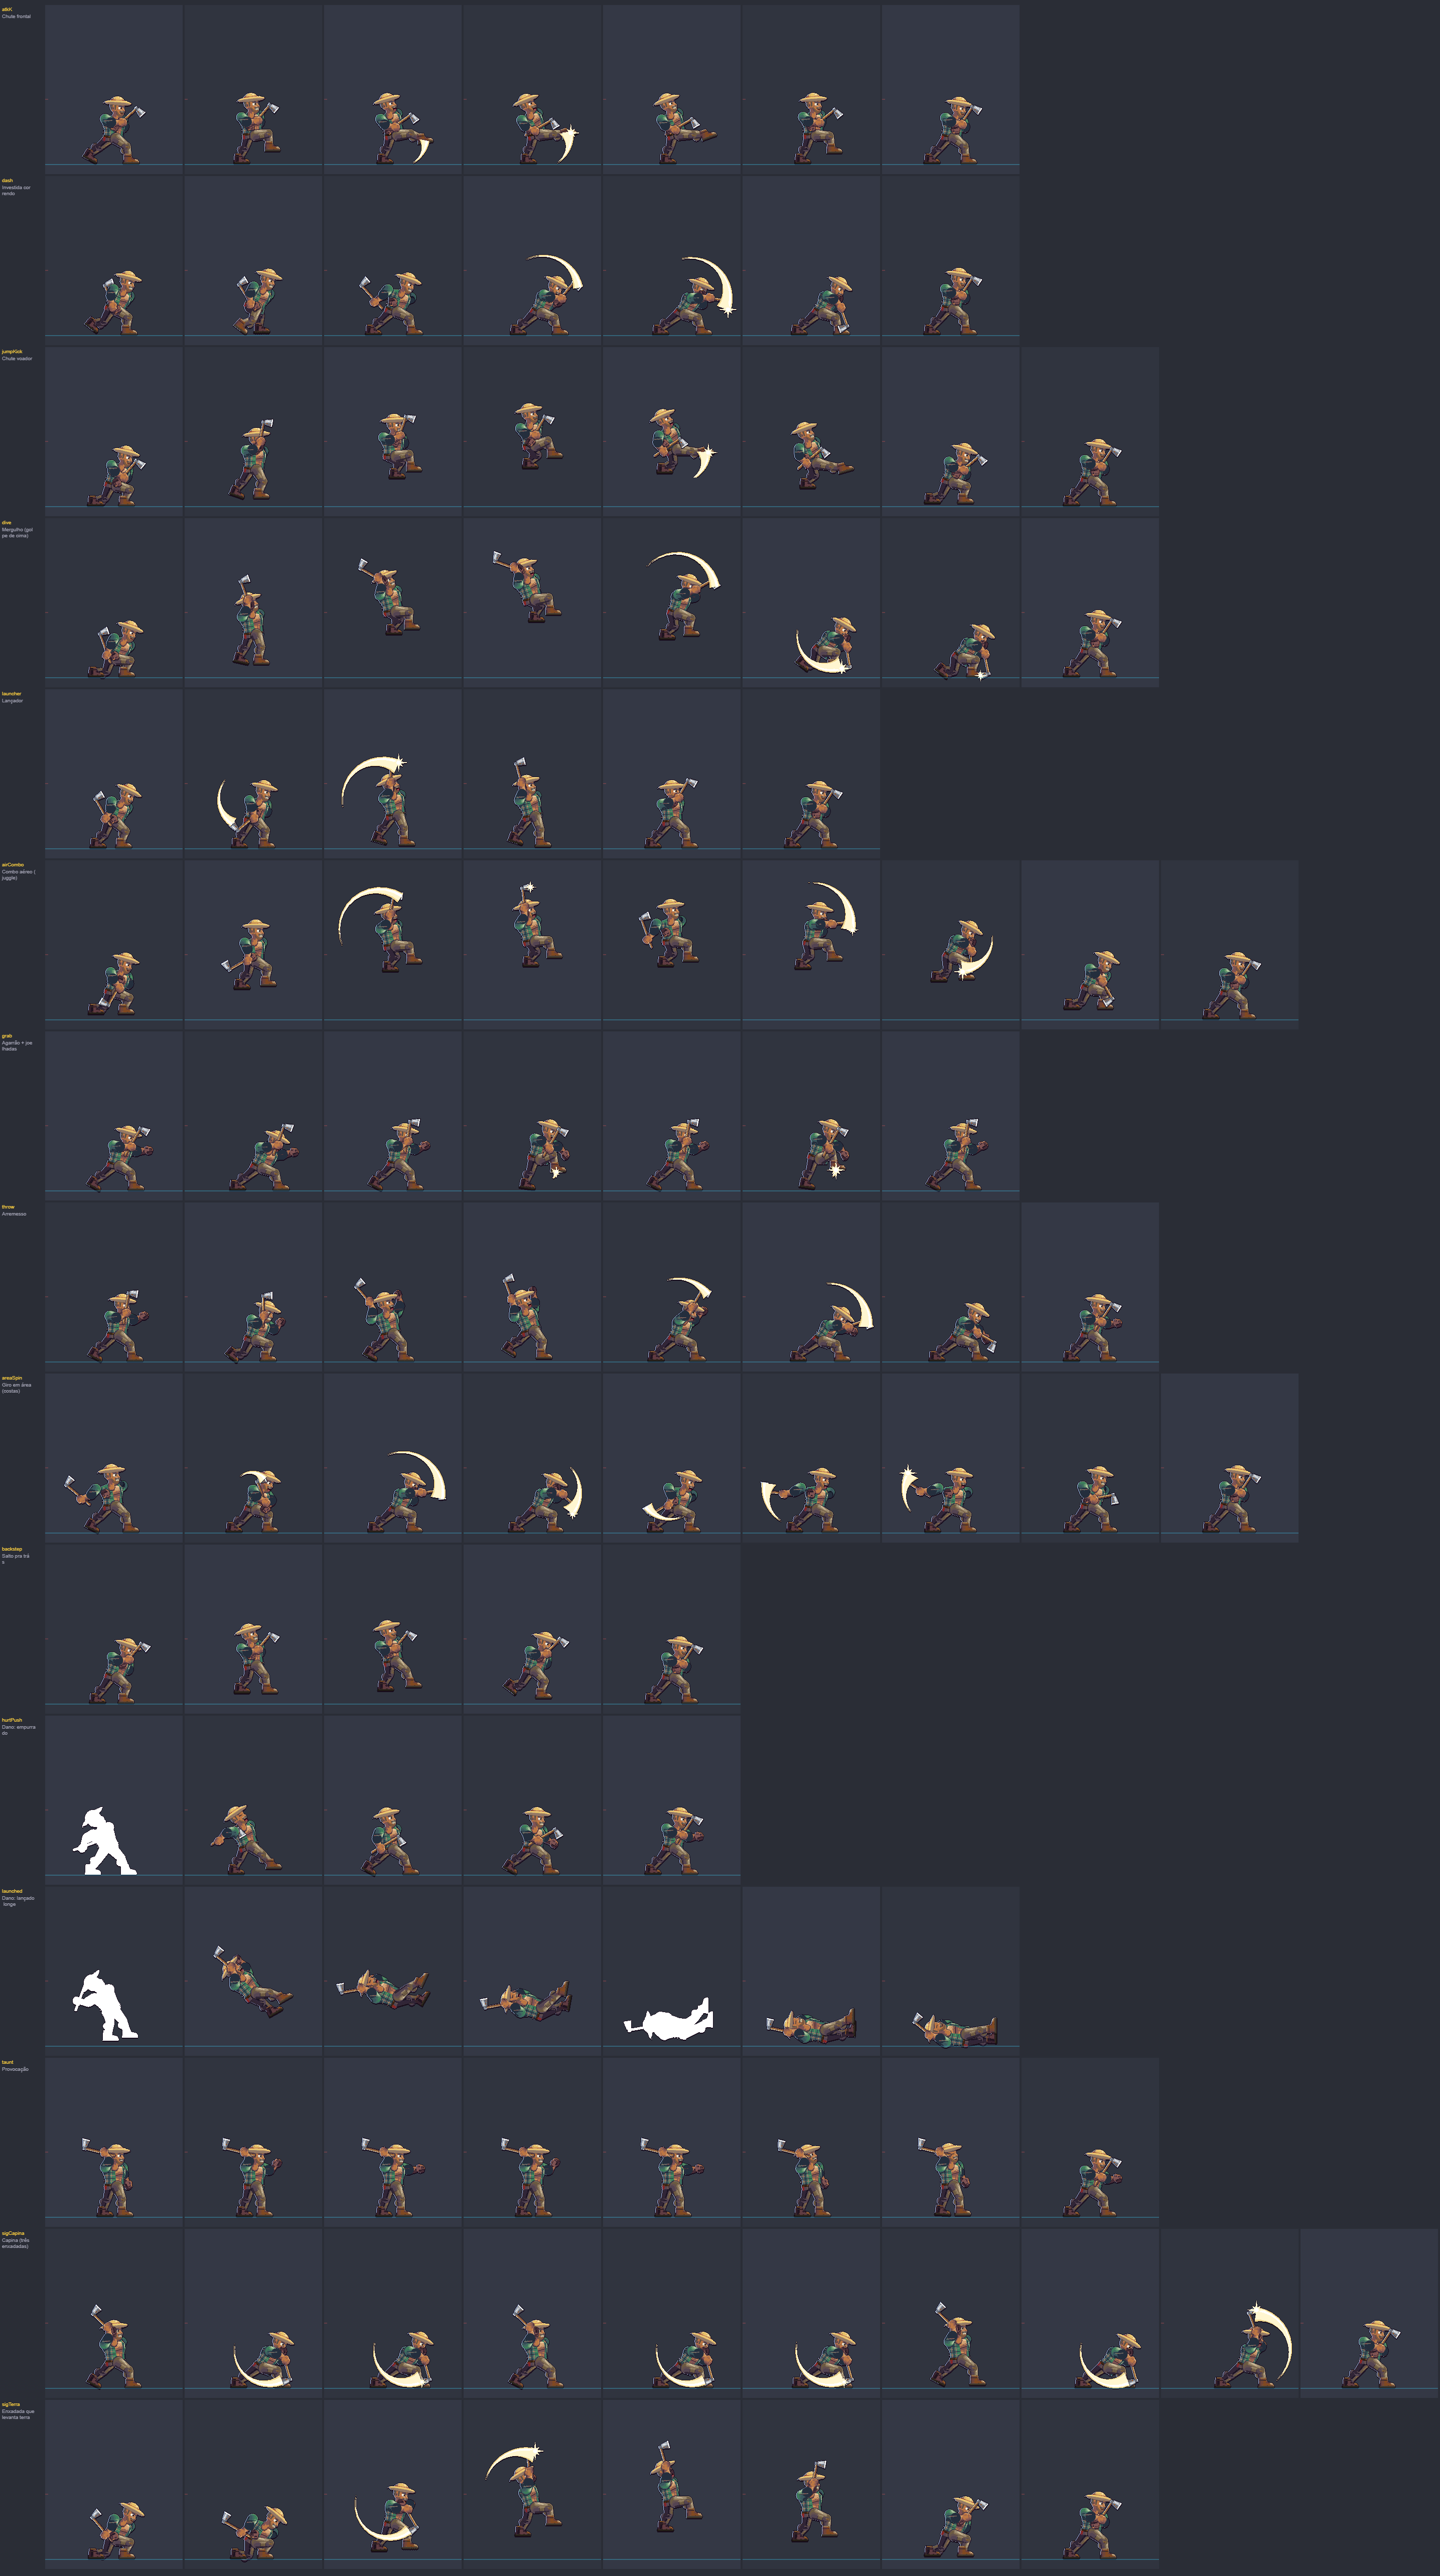 atkK
Chute frontal
dash
Investida cor
rendo
jumpKick
Chute voador
dive
Mergulho (gol
pe de cima)
launcher
Lançador
airCombo
Combo aéreo (
juggle)
grab
Agarrão + joe
lhadas
throw
Arremesso
areaSpin
Giro em área
(costas)
backstep
Salto pra trá
s
hurtPush
Dano: empurra
do
launched
Dano: lançado
longe
taunt
Provocação
sigCapina
Capina (três
enxadadas)
sigTerra
Enxadada que
levanta terra